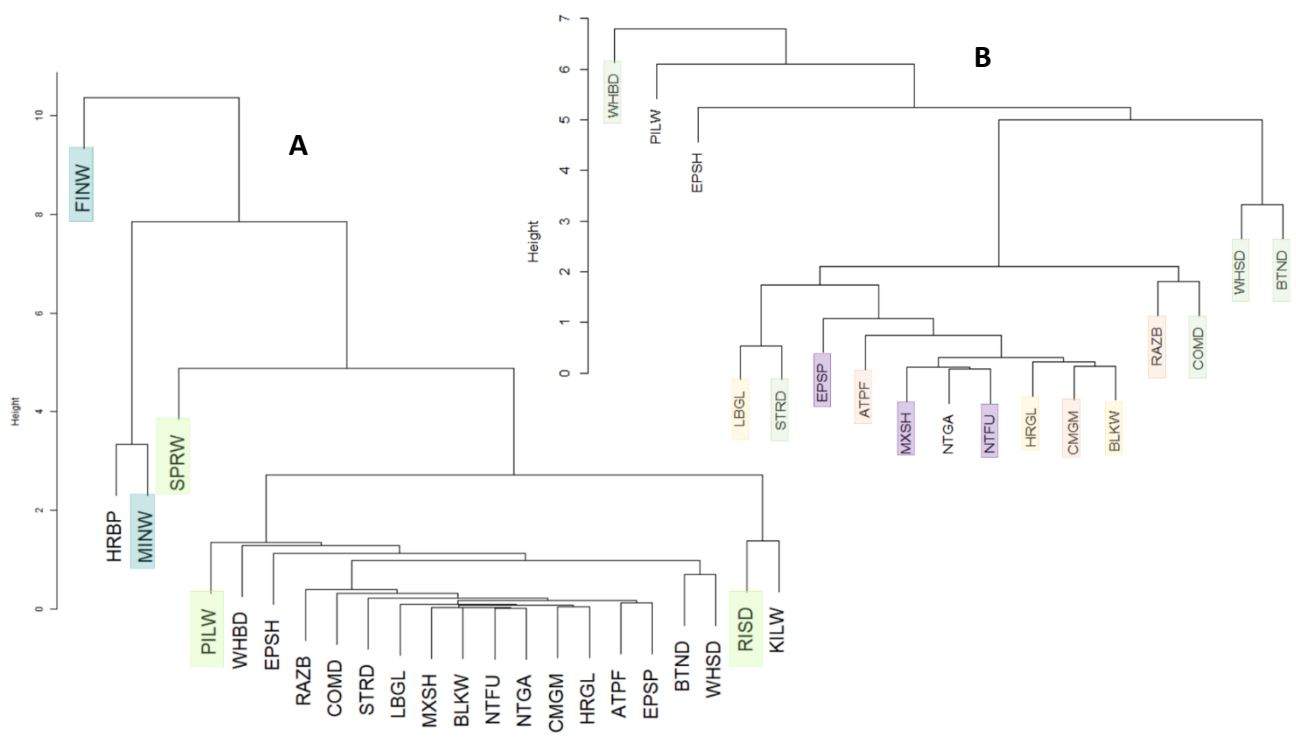 A
Height
10
8
6
4
2
0
FINW
HRBP
MINW
SPRW
PILW
WHBD
EPSH
RAZB
COMD
STRD
LBGL
MXSH
BLKW
NTFU
NTGA
CMGM
HRGL
ATPF
EPSP
BTND
WHSD
RISD
KILW
B
Height
7
6
5
4
3
2
1
0
WHBD
PILW
EPSH
LBGL
STRD
EPSP
ATPF
MXSH
NTGA
NTFU
HRGL
CMGM
BLKW
RAZB
COMD
WHSD
BTND